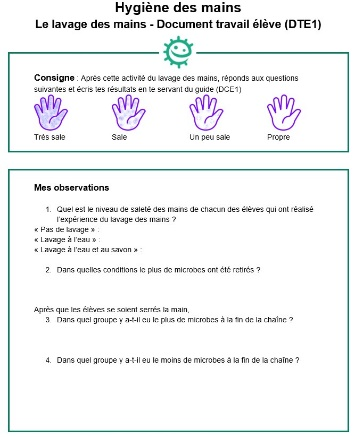 Hygiène des mains
Le lavage des mains - Document travail élève (DTE1)
Consigne : Après cette activité du lavage des mains, réponds aux questions
suivantes et écris tes résultats en te servant du guide (DCE1)
Très sale Sale Un peu sale Propre
Mes observations
1. Quel est le niveau de saleté des mains de chacun des élèves qui ont réalisé
l'expérience du lavage des mains ?
« Pas de lavage » :
« Lavage à l'eau » :
« Lavage à l'eau et au savon » :
2. Dans quelles conditions le plus de microbes ont été retirés ?
Après que les élèves se soient serrés la main,
3. Dans quel groupe y a-t-il eu le plus de microbes à la fin de la chaîne ?
4. Dans quel groupe y a-t-il eu le moins de microbes à la fin de la chaîne ?